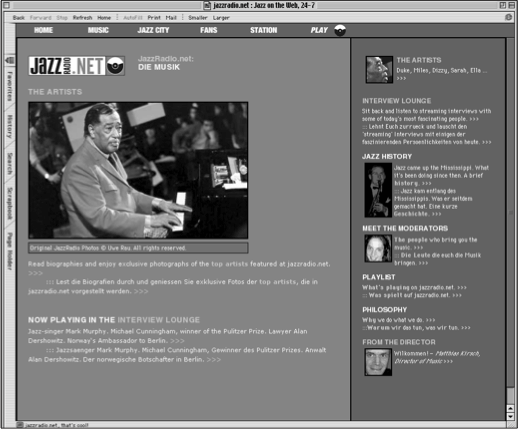 jazzradio.net : Jazz on the Web, 24-7
Back Forward Stop Refresh Home AutoFill Print Mail Smaller Larger
HOME MUSIC JAZZ CITY FANS STATION PLAY
JAZZ RADIO .NET
JazzRadio.net:
DIE MUSIK
THE ARTISTS
Original JazzRadio Photos © Uwe Rau. All rights reserved.
Read biographies and enjoy exclusive photographs of the top artists featured at jazzradio.net.
>>>
::: Lest die Biografien durch und geniessen Sie exklusive Fotos der top artists, die in
jazzradio.net vorgestellt werden. >>>
NOW PLAYING IN THE INTERVIEW LOUNGE
Jazz-singer Mark Murphy. Michael Cunningham, winner of the Pulitzer Prize. Lawyer Alan
Dershowitz. Norway's Ambassador to Berlin. >>>
::: Jazzsaenger Mark Murphy. Michael Cunningham, Gewinner des Pulitzer Prizes. Anwalt
Alan Dershowitz. Der norwegische Botschafter in Berlin. >>>
THE ARTISTS
Duke, Miles, Dizzy, Sarah, Ella ...
>>>
INTERVIEW LOUNGE
Sit back and listen to streaming interviews with
some of today's most fascinating people. >>>
::: Lehnt Euch zurrueck und lauscht den
'streaming' interviews mit einigen der
faszinierenden Persoenlichkeiten von heute. >>>
JAZZ HISTORY
Jazz came up the Mississippi. What
it's been doing since then. A brief
history. >>>
::: Jazz kam entlang des
Mississippis. Was er seitdem
gemacht hat. Eine kurze
Geschichte. >>>
MEET THE MODERATORS
The people who bring you the
music. >>>
::: Die Leute die euch die Musik
bringen. >>>
PLAYLIST
What's playing on jazzradio.net. >>>
::: Was spielt auf jazzradio.net. >>>
PHILOSOPHY
Why we do what we do. >>>
::: Warum wir das tun, was wir tun. >>>
FROM THE DIRECTOR
Willkommen! – Matthias Kirsch,
Director of Music >>>
Favorites
History
Search
Scrapbook
Page Holder
jazzradio.net, that's cool!